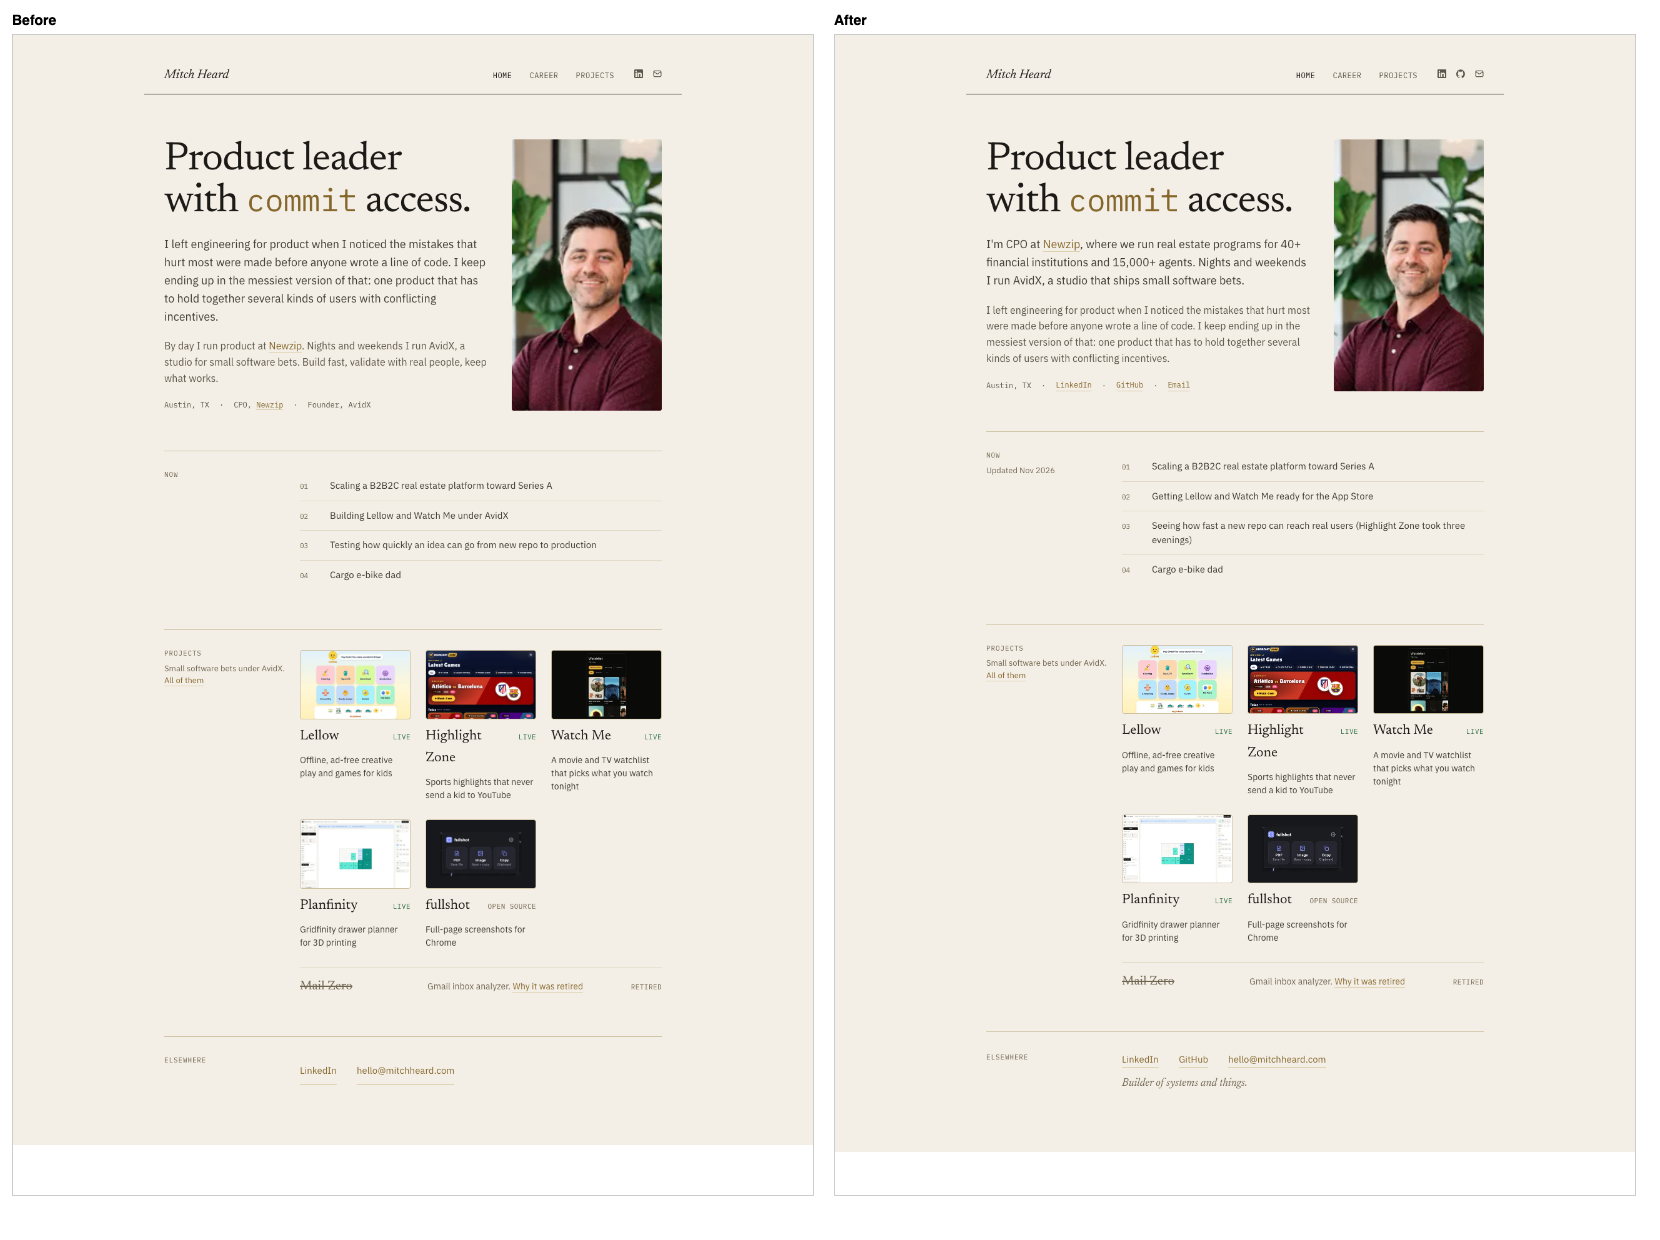 Before
Mitch Heard
HOME CAREER PROJECTS
Product leader
with commit access.
I left engineering for product when I noticed the mistakes that
hurt most were made before anyone wrote a line of code. I keep
ending up in the messiest version of that: one product that has
to hold together several kinds of users with conflicting
incentives.
By day I run product at Newzip. Nights and weekends I run AvidX, a
studio for small software bets. Build fast, validate with real people, keep
what works.
Austin, TX · CPO, Newzip · Founder, AvidX
NOW
01 Scaling a B2B2C real estate platform toward Series A
02 Building Lellow and Watch Me under AvidX
03 Testing how quickly an idea can go from new repo to production
04 Cargo e-bike dad
PROJECTS
Small software bets under AvidX.
All of them
Latest Games
Atlético vs Barcelona
Lellow LIVE
Offline, ad-free creative
play and games for kids
Highlight
Zone LIVE
Sports highlights that never
send a kid to YouTube
Watch Me LIVE
A movie and TV watchlist
that picks what you watch
tonight
fullshot
PDF Image Copy
Planfinity LIVE
Gridfinity drawer planner
for 3D printing
fullshot OPEN SOURCE
Full-page screenshots for
Chrome
Mail Zero Gmail inbox analyzer. Why it was retired RETIRED
ELSEWHERE
LinkedIn hello@mitchheard.com
After
Mitch Heard
HOME CAREER PROJECTS
Product leader
with commit access.
I'm CPO at Newzip, where we run real estate programs for 40+
financial institutions and 15,000+ agents. Nights and weekends
I run AvidX, a studio that ships small software bets.
I left engineering for product when I noticed the mistakes that hurt most
were made before anyone wrote a line of code. I keep ending up in the
messiest version of that: one product that has to hold together several
kinds of users with conflicting incentives.
Austin, TX · LinkedIn · GitHub · Email
NOW
Updated Nov 2026
01 Scaling a B2B2C real estate platform toward Series A
02 Getting Lellow and Watch Me ready for the App Store
03 Seeing how fast a new repo can reach real users (Highlight Zone took three
evenings)
04 Cargo e-bike dad
PROJECTS
Small software bets under AvidX.
All of them
Latest Games
Atlético vs Barcelona
Lellow LIVE
Offline, ad-free creative
play and games for kids
Highlight
Zone LIVE
Sports highlights that never
send a kid to YouTube
Watch Me LIVE
A movie and TV watchlist
that picks what you watch
tonight
fullshot
PDF Image Copy
Planfinity LIVE
Gridfinity drawer planner
for 3D printing
fullshot OPEN SOURCE
Full-page screenshots for
Chrome
Mail Zero Gmail inbox analyzer. Why it was retired RETIRED
ELSEWHERE
LinkedIn GitHub hello@mitchheard.com
Builder of systems and things.